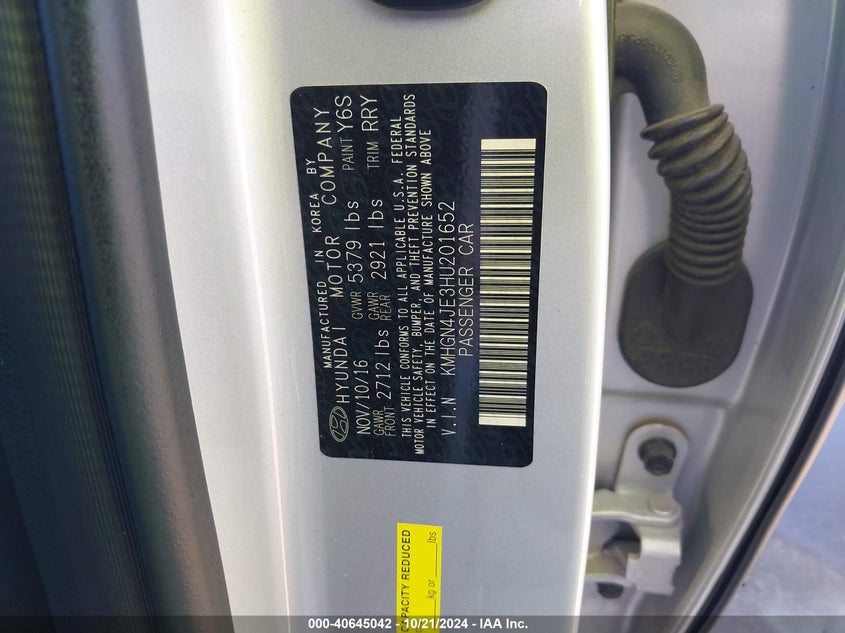 MANUFACTURED IN KOREA BY
HYUNDAI MOTOR COMPANY
NOV/10/16 GVWR 5379 lbs PAINT Y6S
GAWR FRONT 2712 lbs GAWR REAR 2921 lbs TRIM RRY
THIS VEHICLE CONFORMS TO ALL APPLICABLE U.S.A. FEDERAL
MOTOR VEHICLE SAFETY, BUMPER, AND THEFT PREVENTION STANDARDS
IN EFFECT ON THE DATE OF MANUFACTURE SHOWN ABOVE
V.I.N KMHGN4JE3HU201652
PASSENGER CAR
CAPACITY REDUCED
kg or lbs
000-40645042 - 10/21/2024 - IAA Inc.